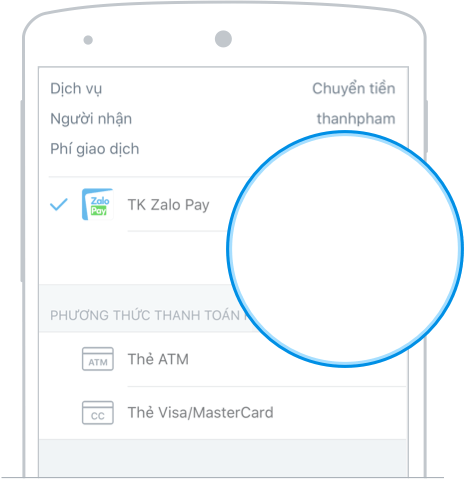 Dịch vụ Chuyển tiền
Người nhận thanhpham
Phí giao dịch
Zalo Pay TK Zalo Pay
PHƯƠNG THỨC THANH TOÁN
ATM Thẻ ATM
CC Thẻ Visa/MasterCard